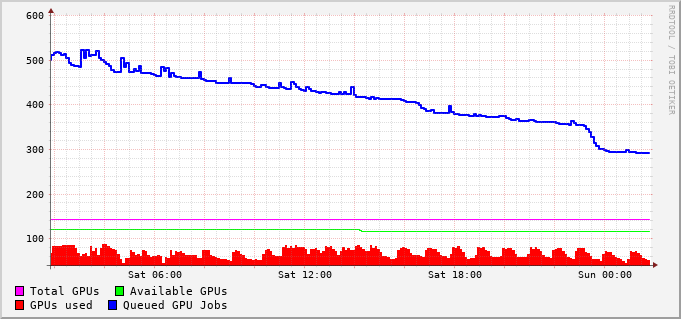 600
500
400
300
200
100
Sat 06:00 Sat 12:00 Sat 18:00 Sun 00:00
Total GPUs Available GPUs
GPUs used Queued GPU Jobs
RRDTOOL / TOBI OETIKER